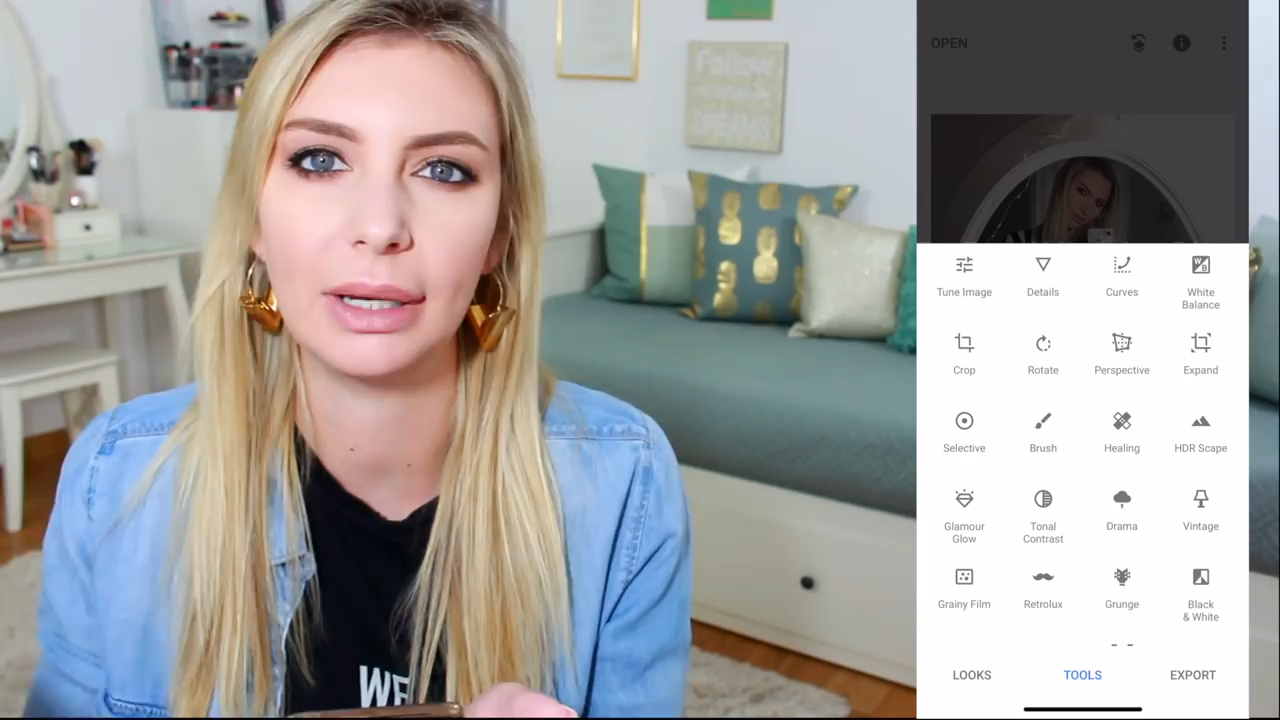 Follow
DREAMS
WE
OPEN
Tune Image
Details
Curves
White
Balance
Crop
Rotate
Perspective
Expand
Selective
Brush
Healing
HDR Scape
Glamour
Glow
Tonal
Contrast
Drama
Vintage
Grainy Film
Retrolux
Grunge
Black
& White
LOOKS
TOOLS
EXPORT